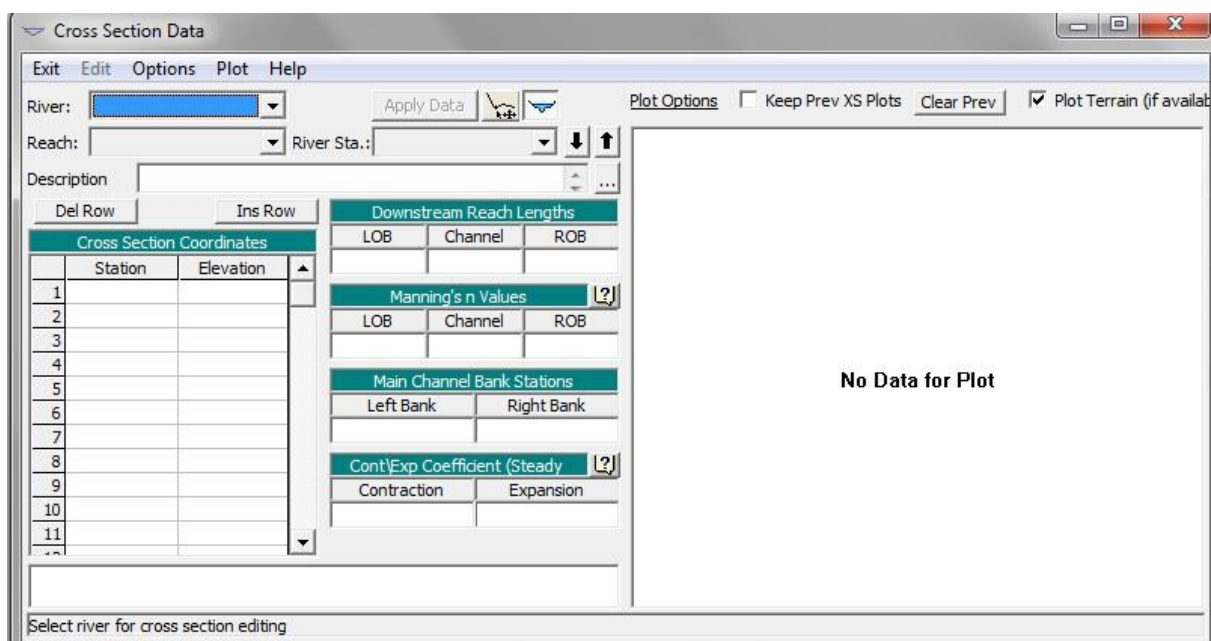 Cross Section Data
Exit Edit Options Plot Help
River: Apply Data Plot Options Keep Prev XS Plots Clear Prev Plot Terrain (if availab
Reach: River Sta.:
Description ...
Del Row Ins Row Downstream Reach Lengths
Cross Section Coordinates LOB Channel ROB
Station Elevation
1 Manning's n Values
2 LOB Channel ROB
3
4
5 Main Channel Bank Stations No Data for Plot
6 Left Bank Right Bank
7
8 Cont\Exp Coefficient (Steady
9 Contraction Expansion
10
11
Select river for cross section editing